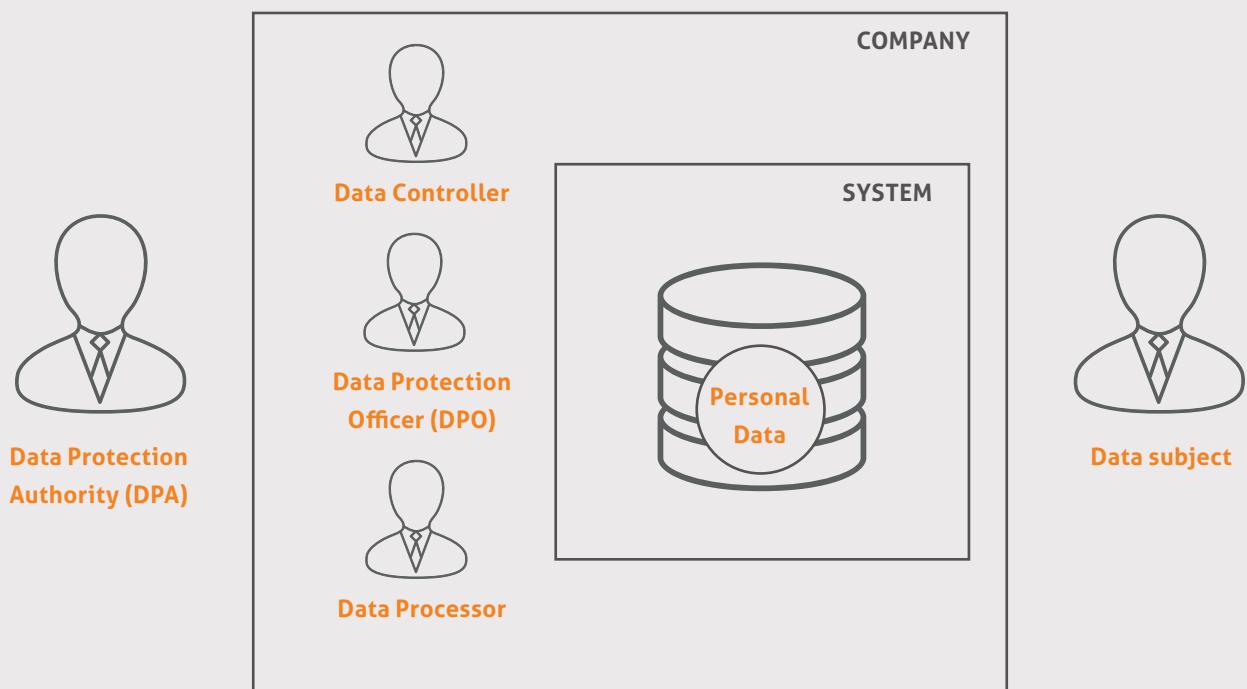 COMPANY
Data Controller
SYSTEM
Data Protection
Officer (DPO)
Personal
Data
Data Protection
Authority (DPA)
Data subject
Data Processor